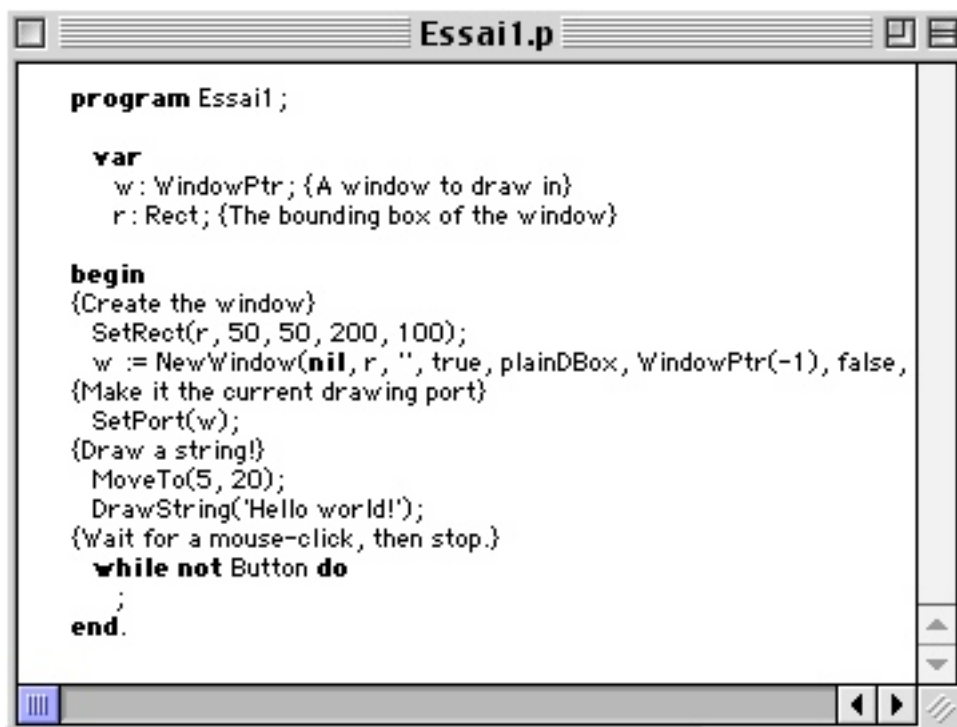 Essai1.p
program Essai1;
var
w: WindowPtr; {A window to draw in}
r: Rect; {The bounding box of the window}
begin
{Create the window}
SetRect(r, 50, 50, 200, 100);
w := NewWindow(nil, r, '', true, plainDBox, WindowPtr(-1), false,
{Make it the current drawing port}
SetPort(w);
{Draw a string!}
MoveTo(5, 20);
DrawString('Hello world!');
{Wait for a mouse-click, then stop.}
while not Button do
;
end.